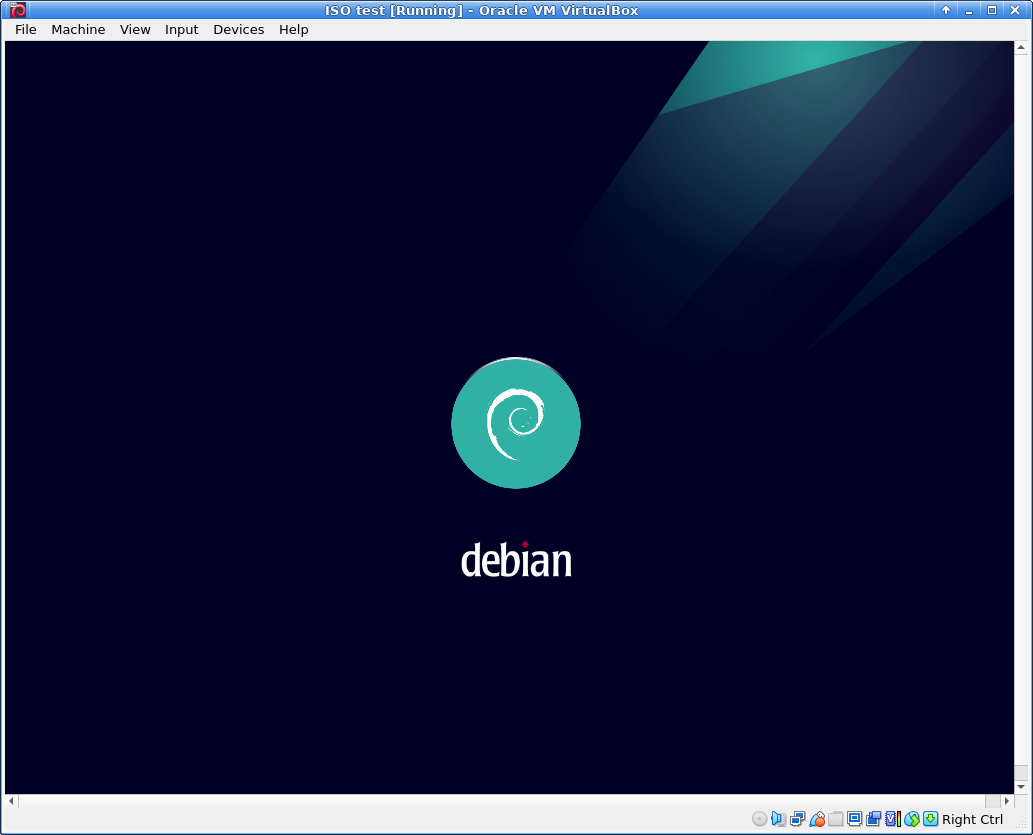 ISO test [Running] - Oracle VM VirtualBox
File Machine View Input Devices Help
debian
Right Ctrl